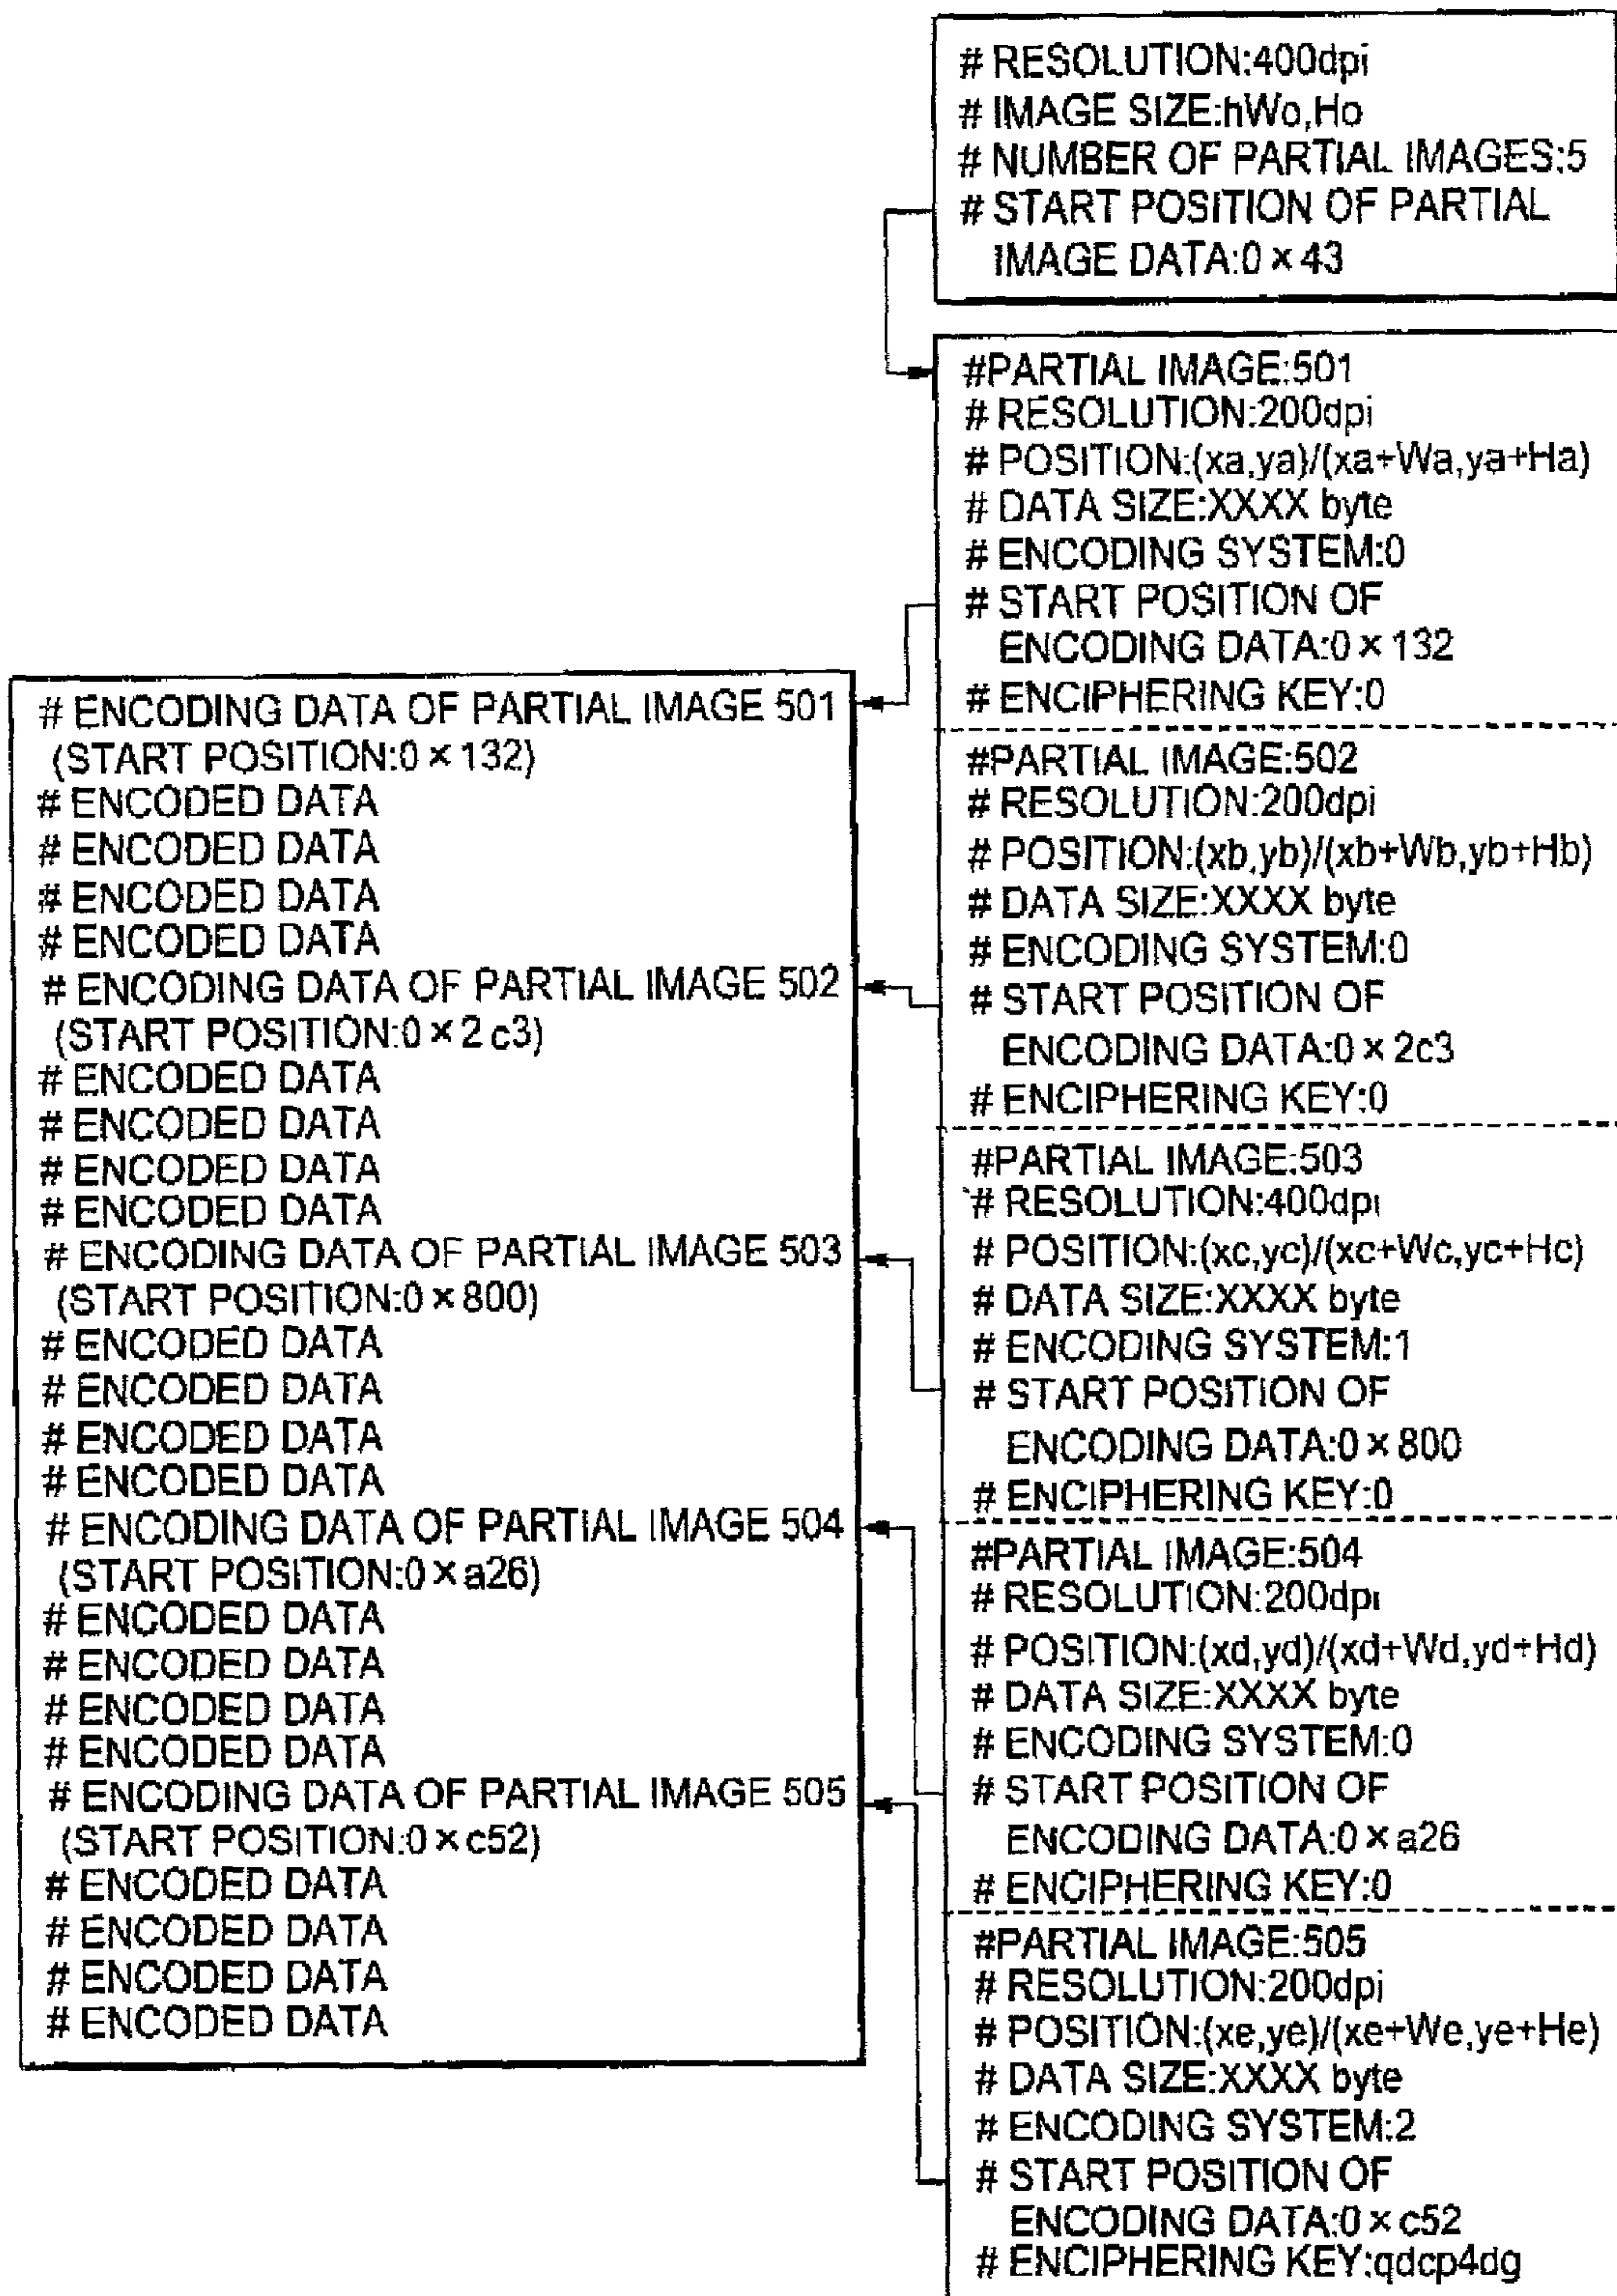 # RESOLUTION:400dpi
# IMAGE SIZE:hWo,Ho
# NUMBER OF PARTIAL IMAGES:5
# START POSITION OF PARTIAL
IMAGE DATA:0 × 43
#PARTIAL IMAGE:501
# RESOLUTION:200dpi
# POSITION:(xa,ya)/(xa+Wa,ya+Ha)
# DATA SIZE:XXXX byte
# ENCODING SYSTEM:0
# START POSITION OF
ENCODING DATA:0 × 132
# ENCIPHERING KEY:0
#PARTIAL IMAGE:502
# RESOLUTION:200dpi
# POSITION:(xb,yb)/(xb+Wb,yb+Hb)
# DATA SIZE:XXXX byte
# ENCODING SYSTEM:0
# START POSITION OF
ENCODING DATA:0 × 2c3
# ENCIPHERING KEY:0
#PARTIAL IMAGE:503
# RESOLUTION:400dpi
# POSITION:(xc,yc)/(xc+Wc,yc+Hc)
# DATA SIZE:XXXX byte
# ENCODING SYSTEM:1
# START POSITION OF
ENCODING DATA:0 × 800
# ENCIPHERING KEY:0
#PARTIAL IMAGE:504
# RESOLUTION:200dpi
# POSITION:(xd,yd)/(xd+Wd,yd+Hd)
# DATA SIZE:XXXX byte
# ENCODING SYSTEM:0
# START POSITION OF
ENCODING DATA:0 × a26
# ENCIPHERING KEY:0
#PARTIAL IMAGE:505
# RESOLUTION:200dpi
# POSITION:(xe,ye)/(xe+We,ye+He)
# DATA SIZE:XXXX byte
# ENCODING SYSTEM:2
# START POSITION OF
ENCODING DATA:0 × c52
# ENCIPHERING KEY:qdcp4dg
# ENCODING DATA OF PARTIAL IMAGE 501
(START POSITION:0 × 132)
# ENCODED DATA
# ENCODED DATA
# ENCODED DATA
# ENCODED DATA
# ENCODING DATA OF PARTIAL IMAGE 502
(START POSITION:0 × 2 c3)
# ENCODED DATA
# ENCODED DATA
# ENCODED DATA
# ENCODED DATA
# ENCODING DATA OF PARTIAL IMAGE 503
(START POSITION:0 × 800)
# ENCODED DATA
# ENCODED DATA
# ENCODED DATA
# ENCODED DATA
# ENCODING DATA OF PARTIAL IMAGE 504
(START POSITION:0 × a26)
# ENCODED DATA
# ENCODED DATA
# ENCODED DATA
# ENCODED DATA
# ENCODING DATA OF PARTIAL IMAGE 505
(START POSITION:0 × c52)
# ENCODED DATA
# ENCODED DATA
# ENCODED DATA
# ENCODED DATA